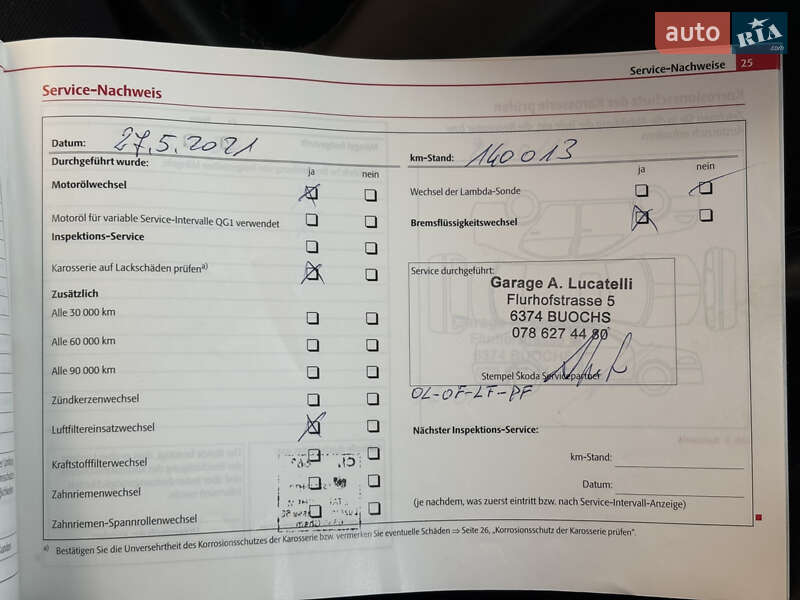 auto RIA .com
Service-Nachweise 25
Service-Nachweis
Datum: 27.5.2021
km-Stand: 140013
Durchgeführt wurde:
ja nein
ja nein
Motorölwechsel
Wechsel der Lambda-Sonde
Motoröl für variable Service-Intervalle QG1 verwendet
Bremsflüssigkeitswechsel
Inspektions-Service
Karosserie auf Lackschäden prüfen a)
Zusätzlich
Alle 30 000 km
Alle 60 000 km
Alle 90 000 km
Zündkerzenwechsel
Luftfiltereinsatzwechsel
Kraftstofffilterwechsel
Zahnriemenwechsel
Zahnriemen-Spannrollenwechsel
Service durchgeführt:
Garage A. Lucatelli
Flurhofstrasse 5
6374 BUOCHS
078 627 44 80
Stempel Škoda Servicepartner
OL-OF-LF-PF
Nächster Inspektions-Service:
km-Stand:
Datum:
(je nachdem, was zuerst eintritt bzw. nach Service-Intervall-Anzeige)
a) Bestätigen Sie die Unversehrtheit des Korrosionsschutzes der Karosserie bzw. vermerken Sie eventuelle Schäden ⇒ Seite 26, „Korrosionsschutz der Karosserie prüfen".